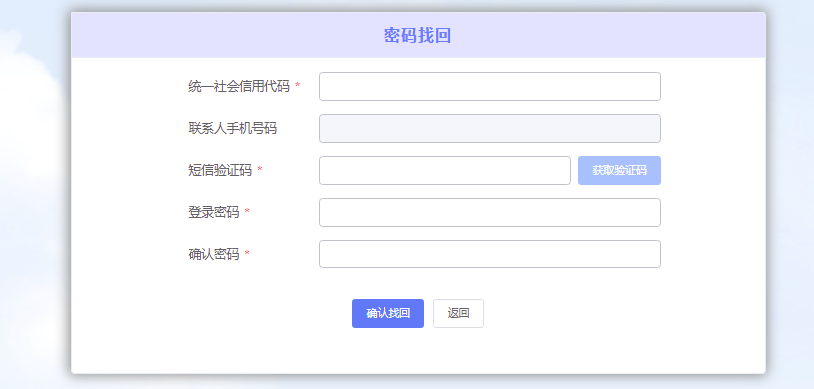 密码找回
统一社会信用代码 *
联系人手机号码
短信验证码 * 获取验证码
登录密码 *
确认密码 *
确认找回 返回